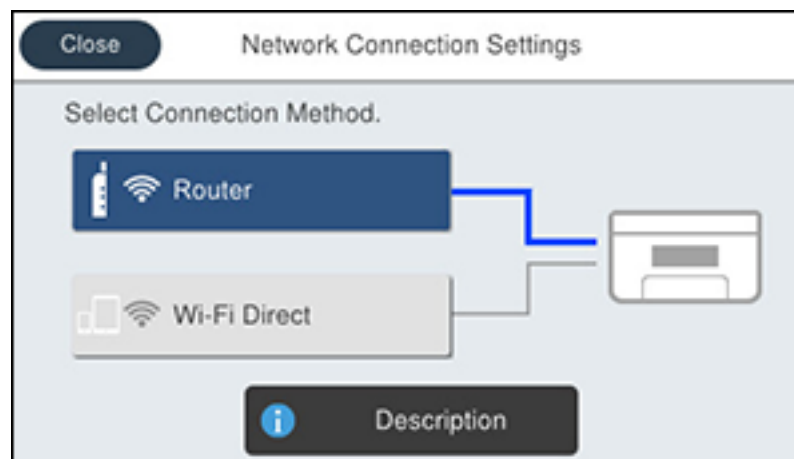 Close
Network Connection Settings
Select Connection Method.
Router
Wi-Fi Direct
Description